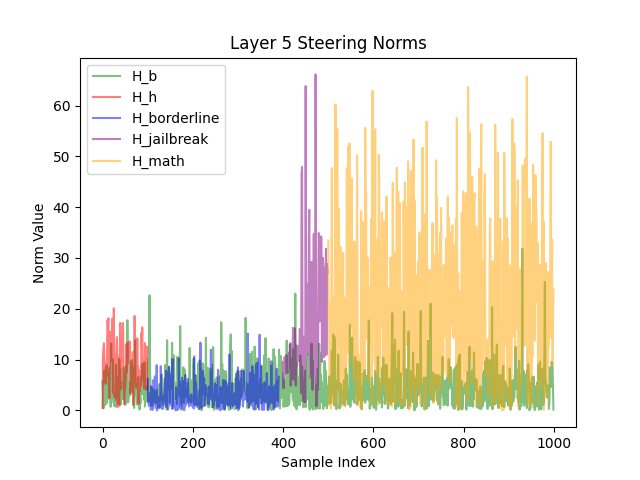 Layer 5 Steering Norms
H_b
H_h
H_borderline
H_jailbreak
H_math
Norm Value
60
50
40
30
20
10
0
0
200
400
600
800
1000
Sample Index